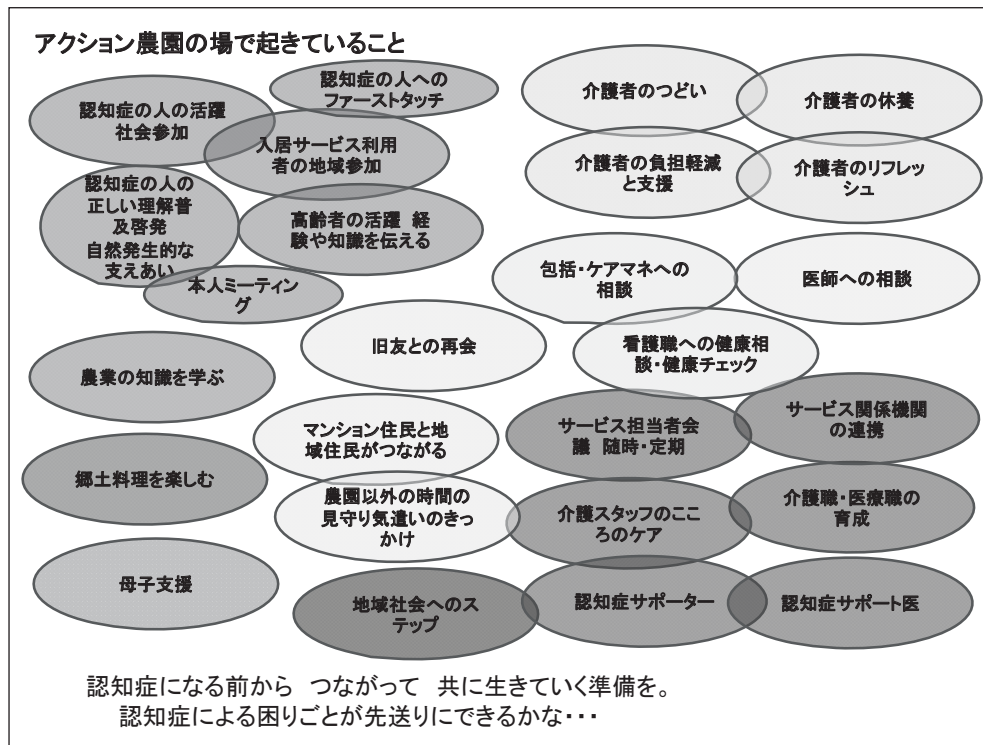 アクション農園の場で起きていること
認知症の人の活躍
社会参加
認知症の人への
ファーストタッチ
入居サービス利用
者の地域参加
認知症の人の
正しい理解普
及啓発
自然発生的な
支えあい
高齢者の活躍 経
験や知識を伝える
本人ミーティン
グ
介護者のつどい
介護者の休養
介護者の負担軽減
と支援
介護者のリフレッ
シュ
包括・ケアマネへの
相談
医師への相談
旧友との再会
看護職への健康相
談・健康チェック
農業の知識を学ぶ
マンション住民と地
域住民がつながる
サービス担当者会
議 随時・定期
サービス関係機関
の連携
郷土料理を楽しむ
農園以外の時間の
見守り気遣いのきっ
かけ
介護スタッフのここ
ろのケア
介護職・医療職の
育成
母子支援
地域社会へのス
テップ
認知症サポーター
認知症サポート医
認知症になる前から つながって 共に生きていく準備を。
認知症による困りごとが先送りにできるかな・・・